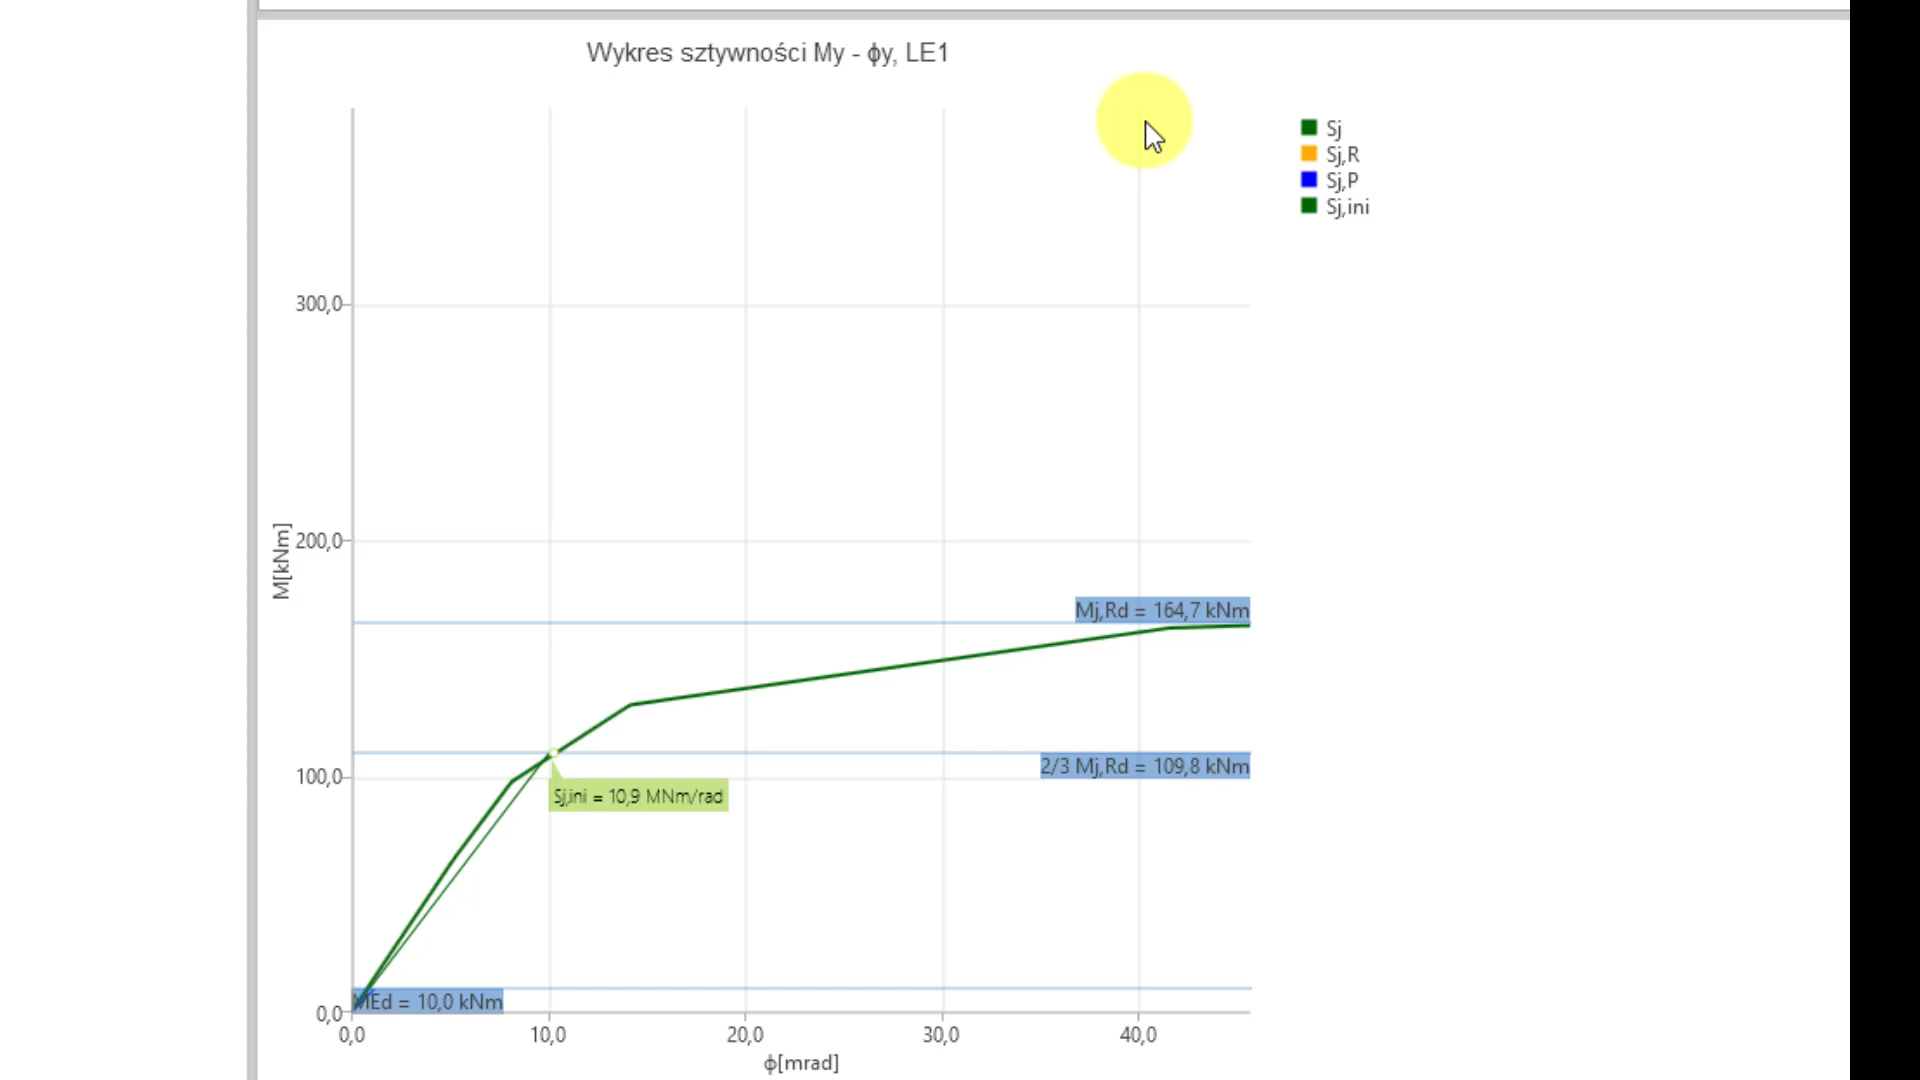 Wykres sztywności My - ϕy, LE1
Sj
Sj,R
Sj,P
Sj,ini
300,0
200,0
100,0
0,0
M[kNm]
Mj,Rd = 164,7 kNm
2/3 Mj,Rd = 109,8 kNm
Sj,ini = 10,9 MNm/rad
MEd = 10,0 kNm
0,0 10,0 20,0 30,0 40,0
ϕ[mrad]